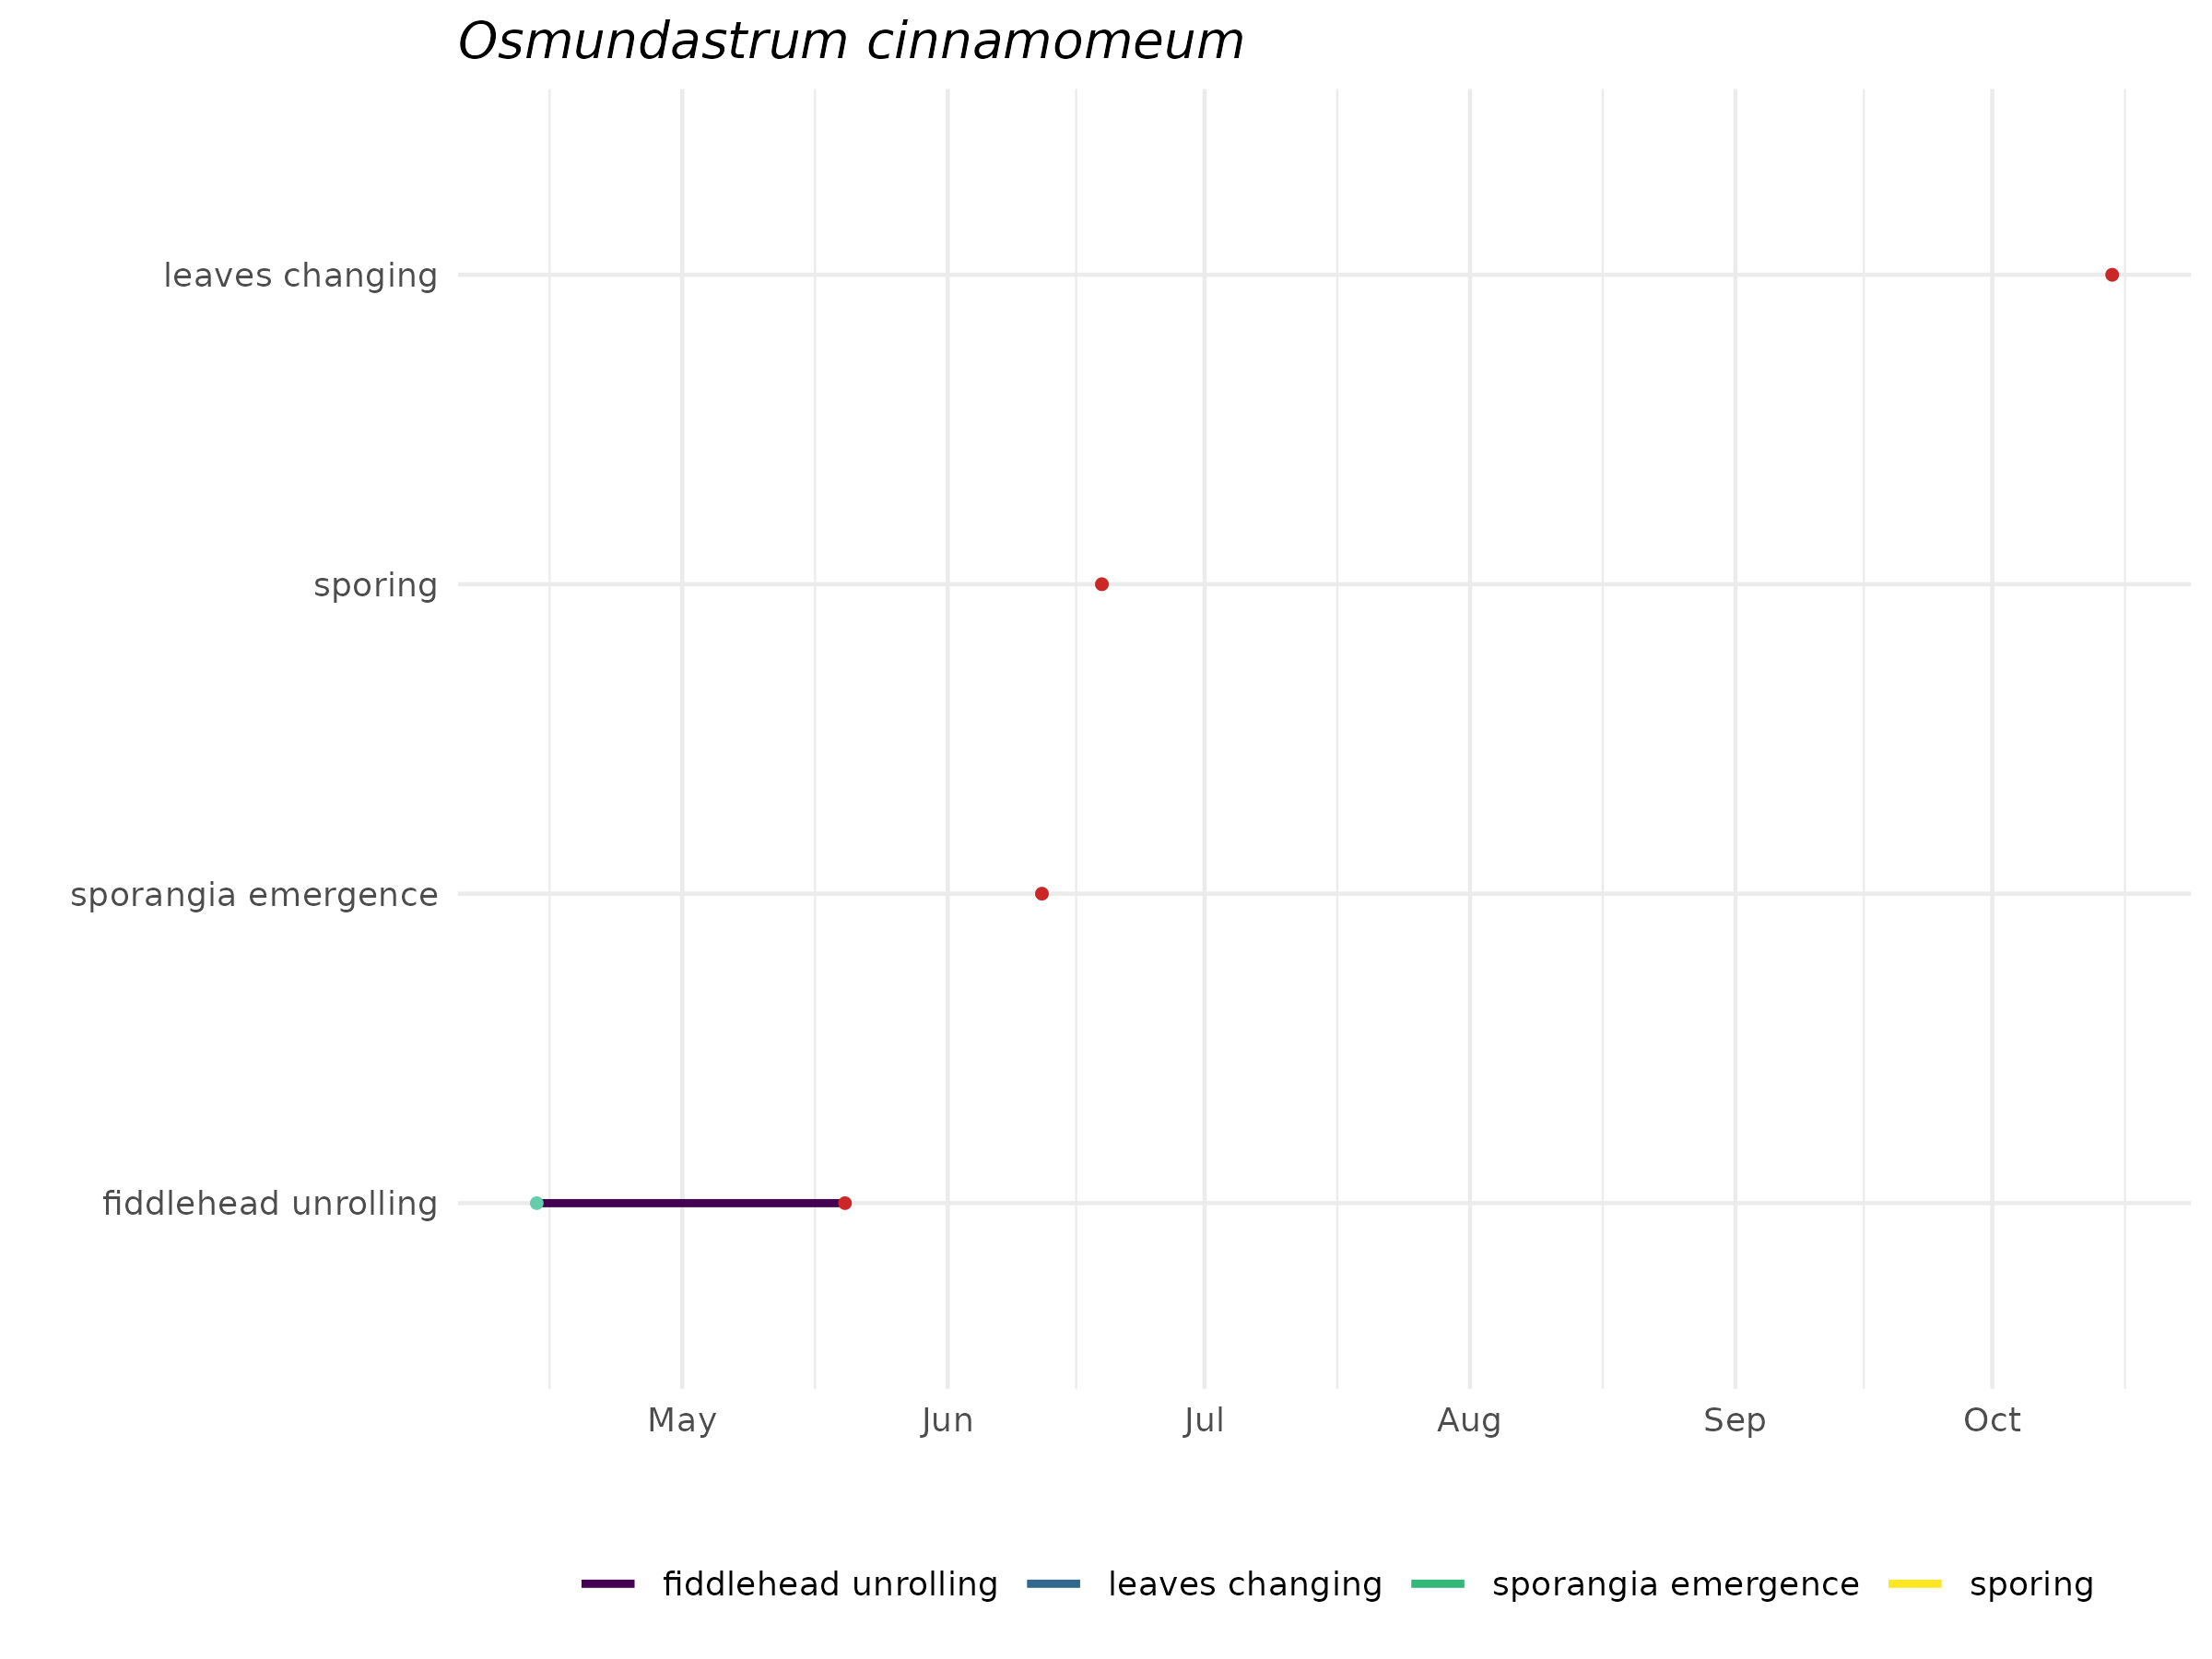 Osmundastrum cinnamomeum
leaves changing
sporing
sporangia emergence
fiddlehead unrolling
May Jun Jul Aug Sep Oct
fiddlehead unrolling leaves changing sporangia emergence sporing